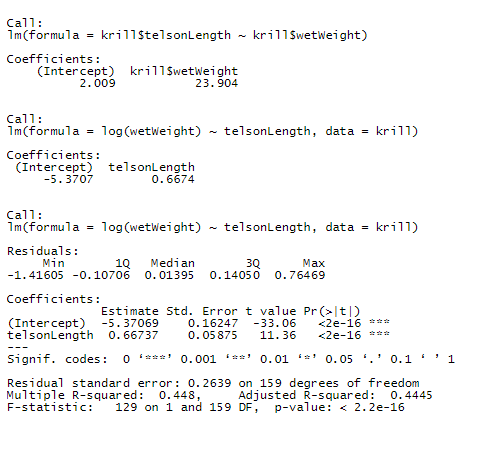 Call:
lm(formula = krill$telsonLength ~ krill$wetWeight)
Coefficients:
    (Intercept)  krill$wetWeight
          2.009           23.904
Call:
lm(formula = log(wetWeight) ~ telsonLength, data = krill)
Coefficients:
 (Intercept)  telsonLength
     -5.3707        0.6674
Call:
lm(formula = log(wetWeight) ~ telsonLength, data = krill)
Residuals:
     Min       1Q   Median       3Q      Max
-1.41605 -0.10706  0.01395  0.14050  0.76469
Coefficients:
             Estimate Std. Error t value Pr(>|t|)
(Intercept)  -5.37069    0.16247  -33.06   <2e-16 ***
telsonLength  0.66737    0.05875   11.36   <2e-16 ***
---
Signif. codes:  0 ‘***’ 0.001 ‘**’ 0.01 ‘*’ 0.05 ‘.’ 0.1 ‘ ’ 1
Residual standard error: 0.2639 on 159 degrees of freedom
Multiple R-squared:  0.448,     Adjusted R-squared:  0.4445
F-statistic:   129 on 1 and 159 DF,  p-value: < 2.2e-16